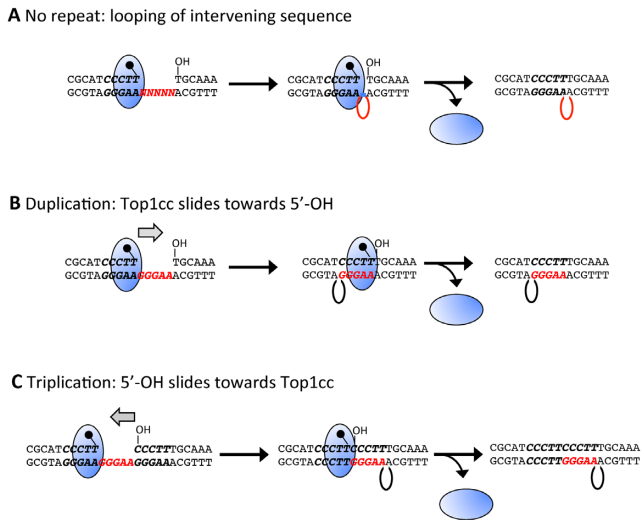 A No repeat: looping of intervening sequence
OH OH
CGCATCCCTT TGCAAA CGCATCCCTT TGCAAA CGCATCCCTTTGCAAA
GCGTAGGGAANNNNNACGTTT GCGTAGGGAA ACGTTT GCGTAGGGAAACGTTT
B Duplication: Top1cc slides towards 5'-OH
OH OH
CGCATCCCTT TGCAAA CGCATCCCTTTGCAAA CGCATCCCTTTGCAAA
GCGTAGGGAAGGGAAACGTTT GCGTAGGGAAACGTTT GCGTAGGGAAACGTTT
C Triplication: 5'-OH slides towards Top1cc
OH OH
CGCATCCCTT CCCTTTGCAAA CGCATCCCTTCCCTTTGCAAA CGCATCCCTTCCCTTTGCAAA
GCGTAGGGAAGGGAAGGGAAACGTTT GCGTACCCTTGGGAAACGTTT GCGTACCCTTGGGAAACGTTT